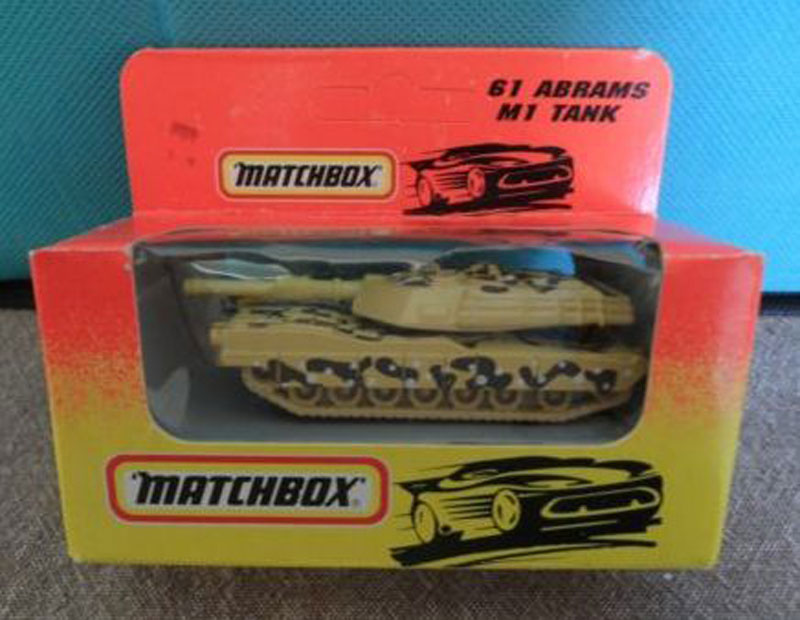 61 ABRAMS
M1 TANK
"MATCHBOX"
"MATCHBOX"